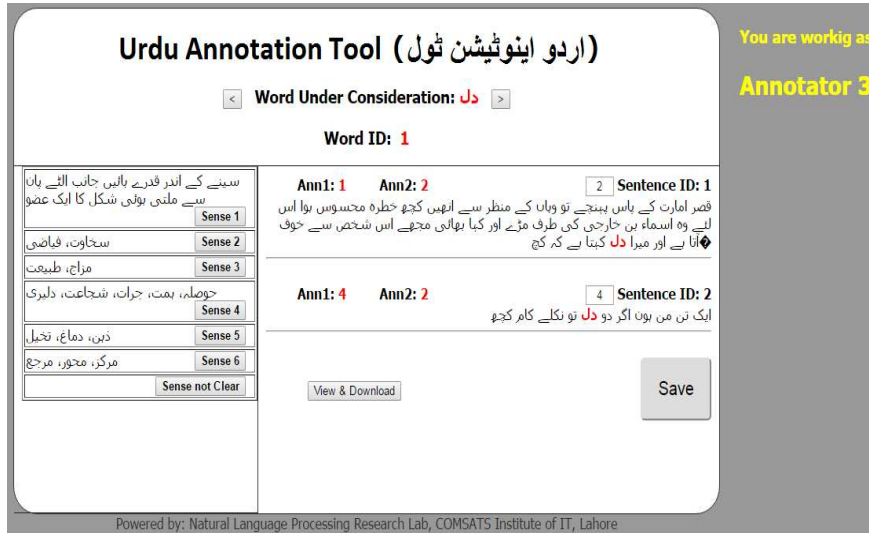 Urdu Annotation Tool (اردو اینوٹیشن ٹول)
< Word Under Consideration: دل >
Word ID: 1
You are workig as
Annotator 3
سینے کے اندر قدرے بائیں جانب الٹے پان
سے ملتی ہوئی شکل کا ایک عضو
Sense 1
سخاوت، فیاضی Sense 2
مزاج، طبیعت Sense 3
حوصلہ، ہمت، جرات، شجاعت، دلیری
Sense 4
ذہن، دماغ، تخیل Sense 5
مرکز، محور، مرجع Sense 6
Sense not Clear
Ann1: 1 Ann2: 2 2 Sentence ID: 1
قصر امارت کے پاس پہنچے تو وہاں کے منظر سے انھیں کچھ خطرہ محسوس ہوا اس
لئے وہ اسماء بن خارجی کی طرف مڑے اور کہا بھائی مجھے اس شخص سے خوف
�آتا ہے اور میرا دل کہتا ہے کہ کچ
Ann1: 4 Ann2: 2 4 Sentence ID: 2
ایک تن من ہوں اگر دو دل تو نکلے کام کچھ
View & Download
Save
Powered by: Natural Language Processing Research Lab, COMSATS Institute of IT, Lahore